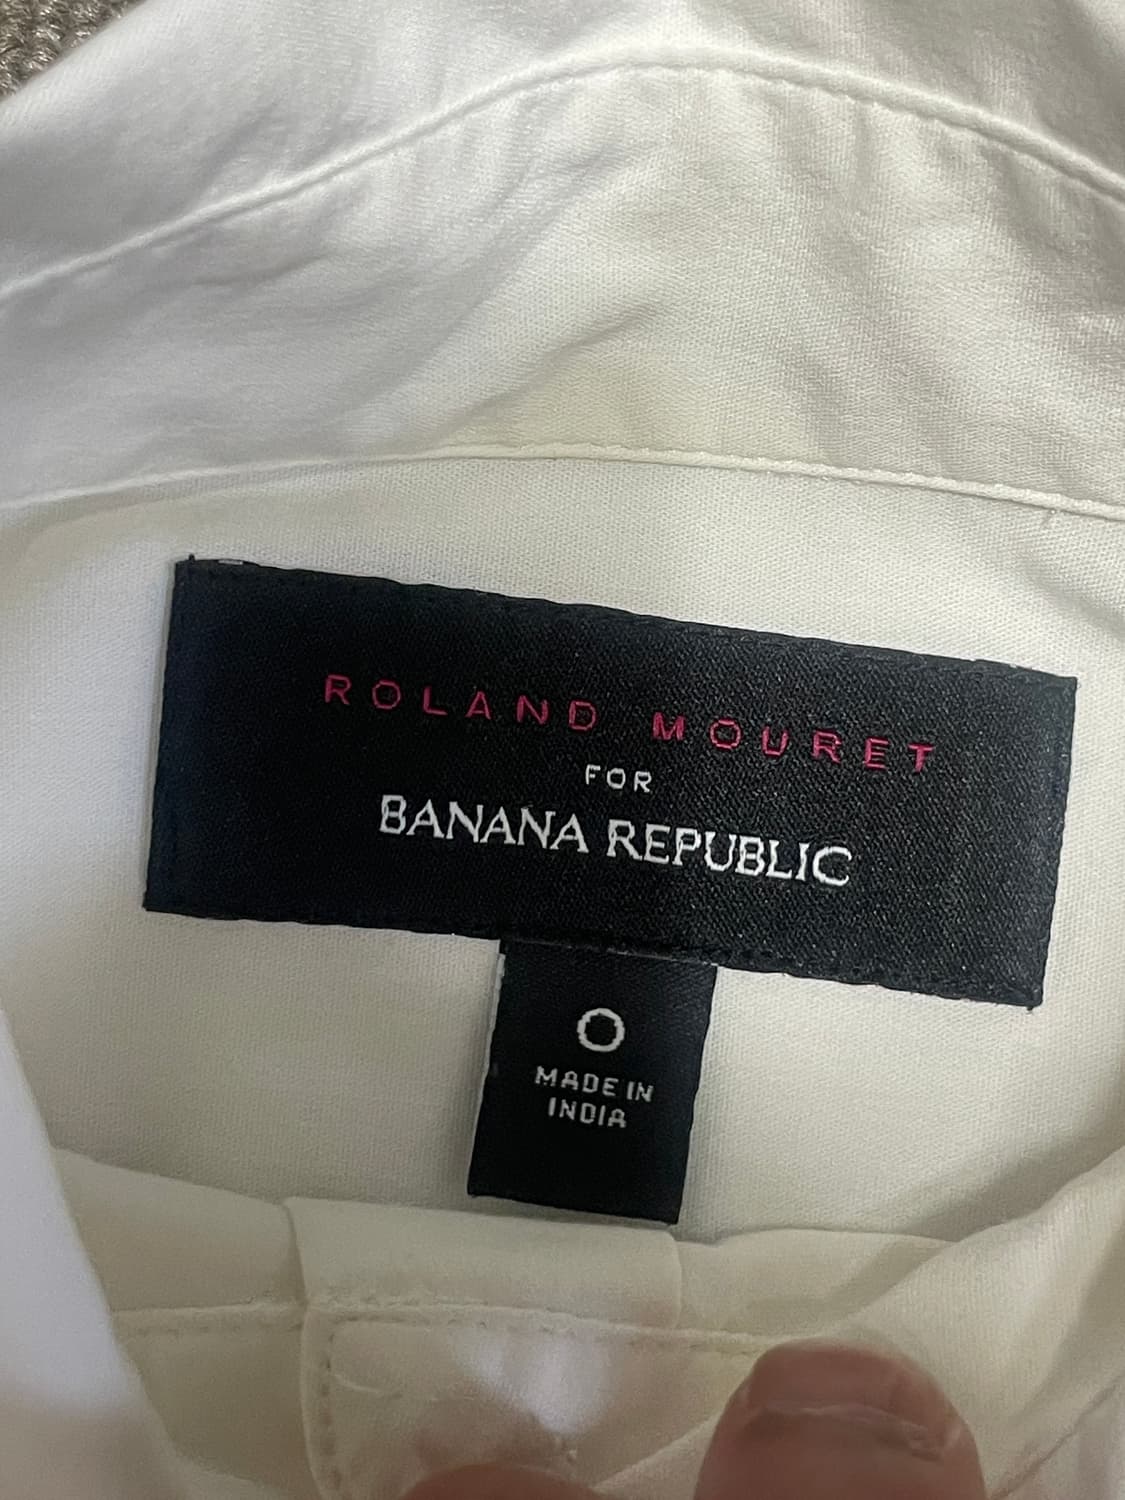 ROLAND MOURET
FOR
BANANA REPUBLIC
0
MADE IN
INDIA